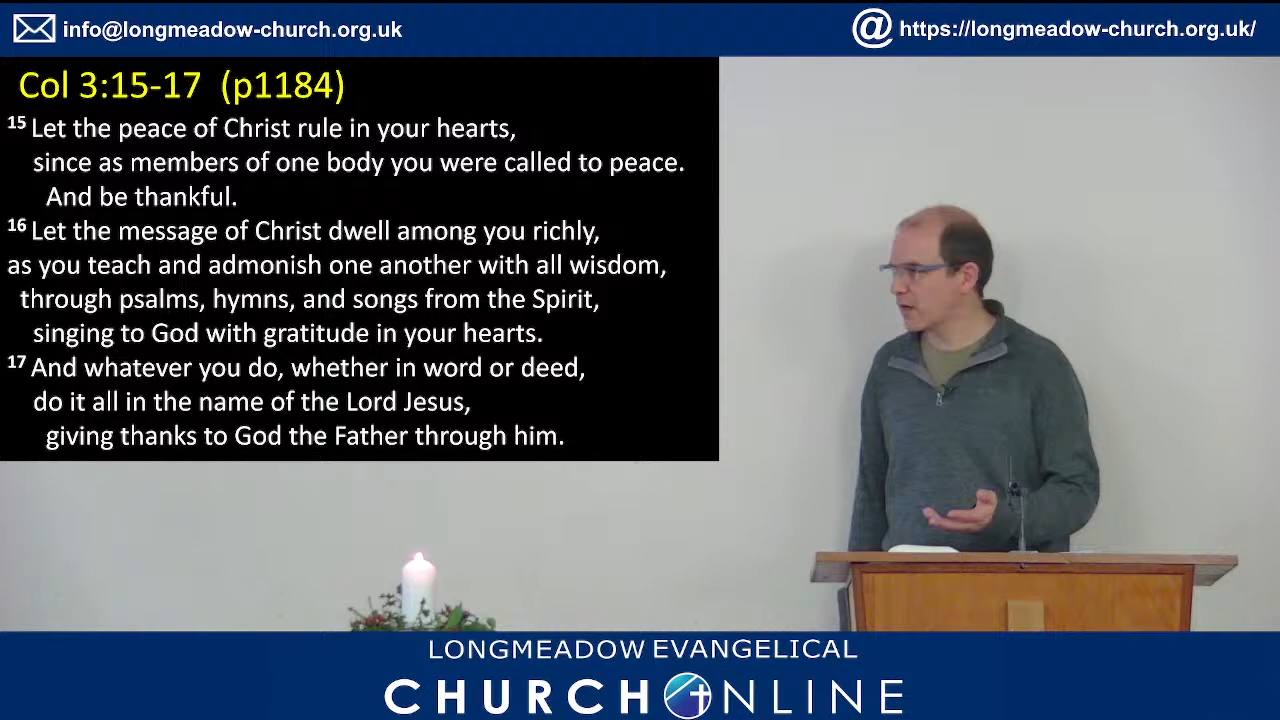 info@longmeadow-church.org.uk
@ https://longmeadow-church.org.uk/
Col 3:15-17 (p1184)
15 Let the peace of Christ rule in your hearts,
since as members of one body you were called to peace.
And be thankful.
16 Let the message of Christ dwell among you richly,
as you teach and admonish one another with all wisdom,
through psalms, hymns, and songs from the Spirit,
singing to God with gratitude in your hearts.
17 And whatever you do, whether in word or deed,
do it all in the name of the Lord Jesus,
giving thanks to God the Father through him.
LONGMEADOW EVANGELICAL
CHURCH ONLINE